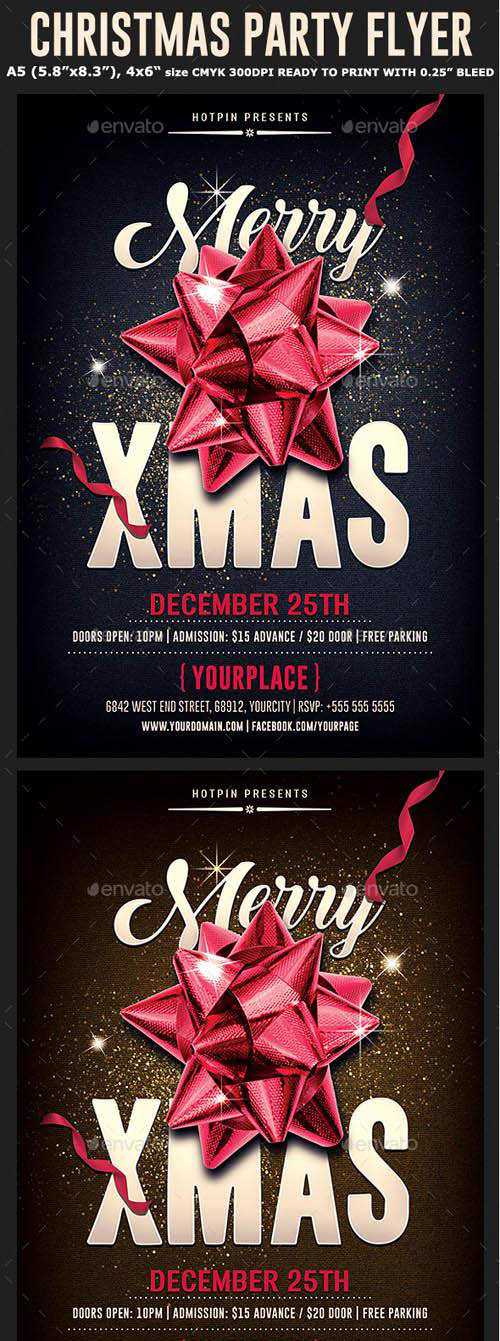 CHRISTMAS PARTY FLYER
A5 (5.8"x8.3"), 4x6" size CMYK 300DPI READY TO PRINT WITH 0.25" BLEED
HOTPIN PRESENTS
envato
Merry
envato envato
XMAS
envato envato
DECEMBER 25TH
DOORS OPEN: 10PM | ADMISSION: $15 ADVANCE / $20 DOOR | FREE PARKING
{ YOURPLACE }
6842 WEST END STREET, 68912, YOURCITY | RSVP: +555 555 5555
WWW.YOURDOMAIN.COM | FACEBOOK.COM/YOURPAGE
HOTPIN PRESENTS
envato envato
Merry
XMAS
envato envato
DECEMBER 25TH
DOORS OPEN: 10PM | ADMISSION: $15 ADVANCE / $20 DOOR | FREE PARKING